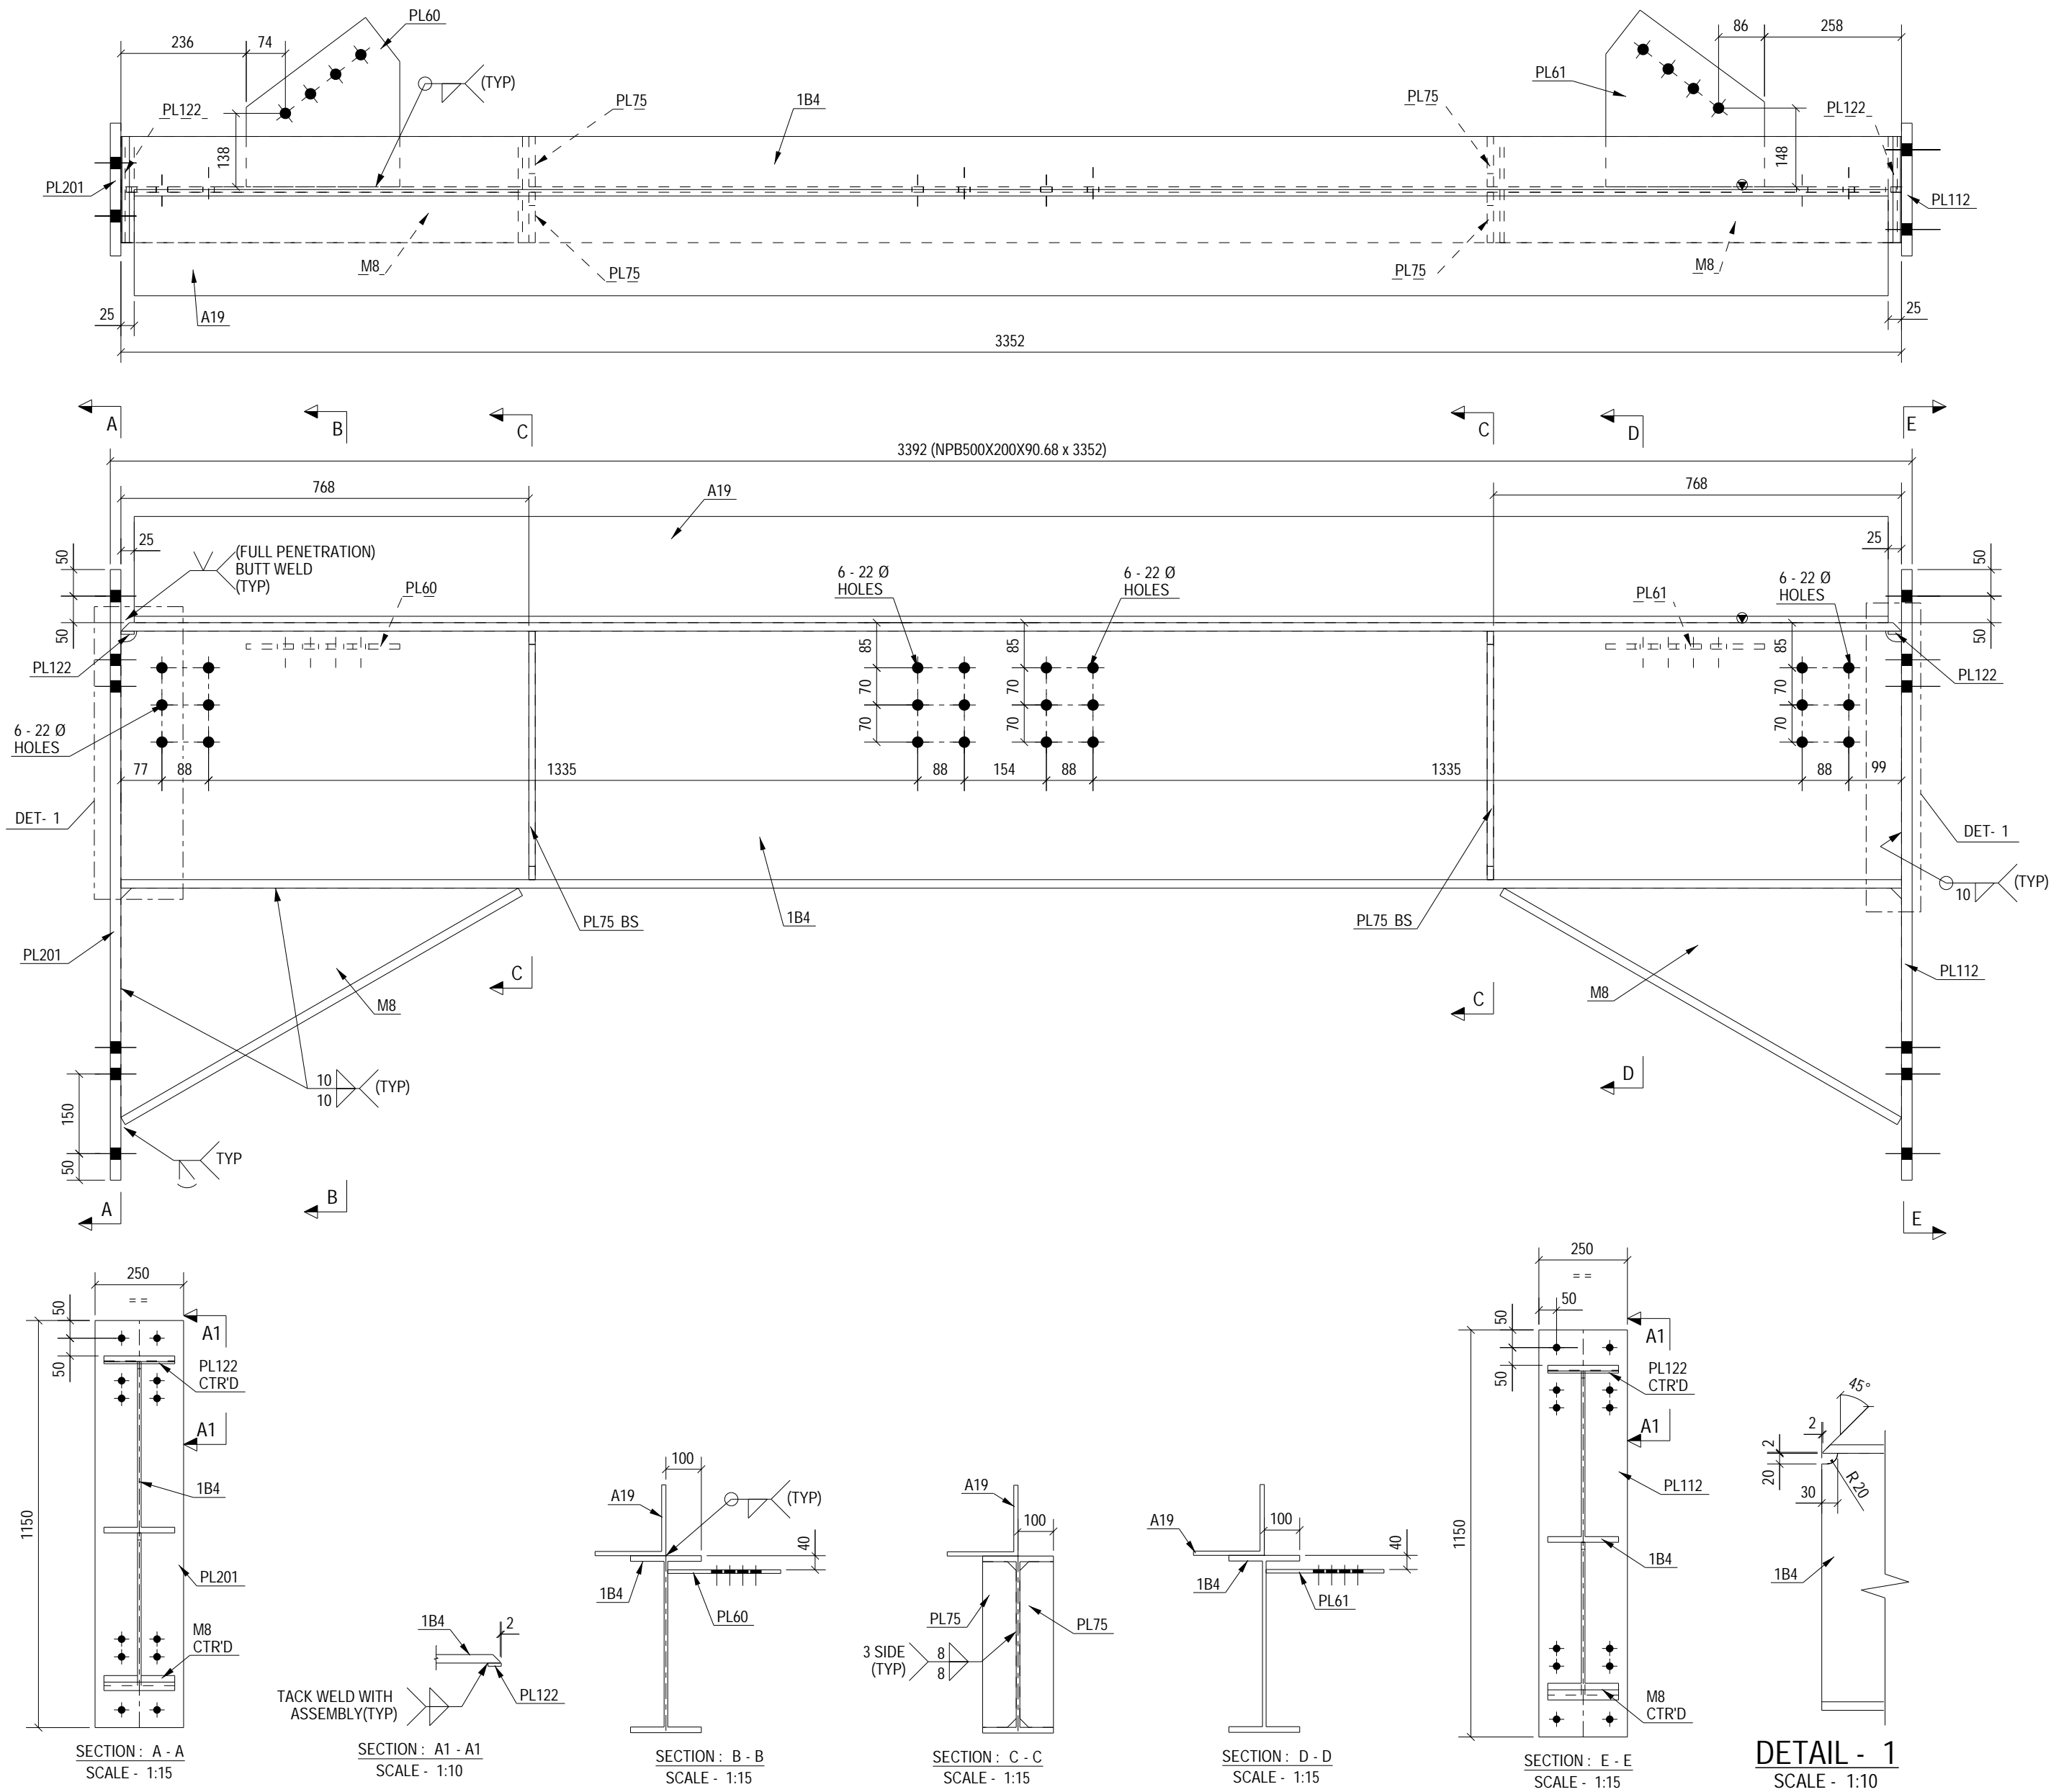 PL60
236
74
(TYP)
PL122
PL75
1B4
PL75
PL61
86
258
PL122
138
148
PL201
PL112
M8
PL75
PL75
M8
25
A19
25
3352
A
B
C
C
D
E
3392 (NPB500X200X90.68 x 3352)
768
A19
768
50
25
(FULL PENETRATION)
BUTT WELD
(TYP)
PL60
6 - 22 Ø
HOLES
6 - 22 Ø
HOLES
PL61
6 - 22 Ø
HOLES
25
50
50
50
PL122
85
85
85
PL122
70
70
70
6 - 22 Ø
HOLES
70
70
70
77
88
1335
88
154
88
1335
88
99
DET- 1
DET- 1
10
(TYP)
PL201
PL75 BS
1B4
PL75 BS
PL112
C
M8
M8
C
10
10
(TYP)
D
150
50
TYP
A
B
E
250
= =
50
50
A1
PL122
CTR'D
A1
1B4
1150
PL201
M8
CTR'D
SECTION : A - A
SCALE - 1:15
1B4
2
PL122
TACK WELD WITH
ASSEMBLY(TYP)
SECTION : A1 - A1
SCALE - 1:10
100
A19
(TYP)
40
1B4
PL60
SECTION : B - B
SCALE - 1:15
A19
100
PL75
PL75
3 SIDE
(TYP)
8
8
SECTION : C - C
SCALE - 1:15
A19
100
40
1B4
PL61
SECTION : D - D
SCALE - 1:15
250
= =
50
50
50
A1
PL122
CTR'D
A1
PL112
1150
1B4
M8
CTR'D
SECTION : E - E
SCALE - 1:15
45°
2
2
20
30
R20
1B4
DETAIL - 1
SCALE - 1:10